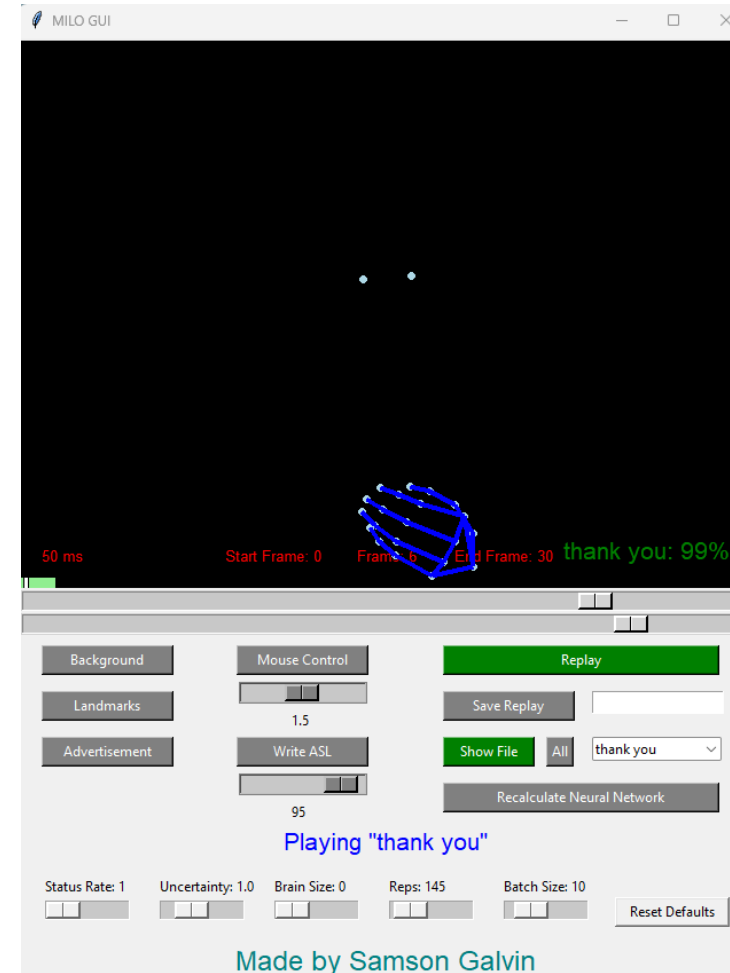 MILO GUI
50 ms Start Frame: 0 Frame: 6 End Frame: 30 thank you: 99%
Background Mouse Control Replay
Landmarks 1.5 Save Replay
Advertisement Write ASL Show File All thank you
95 Recalculate Neural Network
Playing "thank you"
Status Rate: 1 Uncertainty: 1.0 Brain Size: 0 Reps: 145 Batch Size: 10
Reset Defaults
Made by Samson Galvin